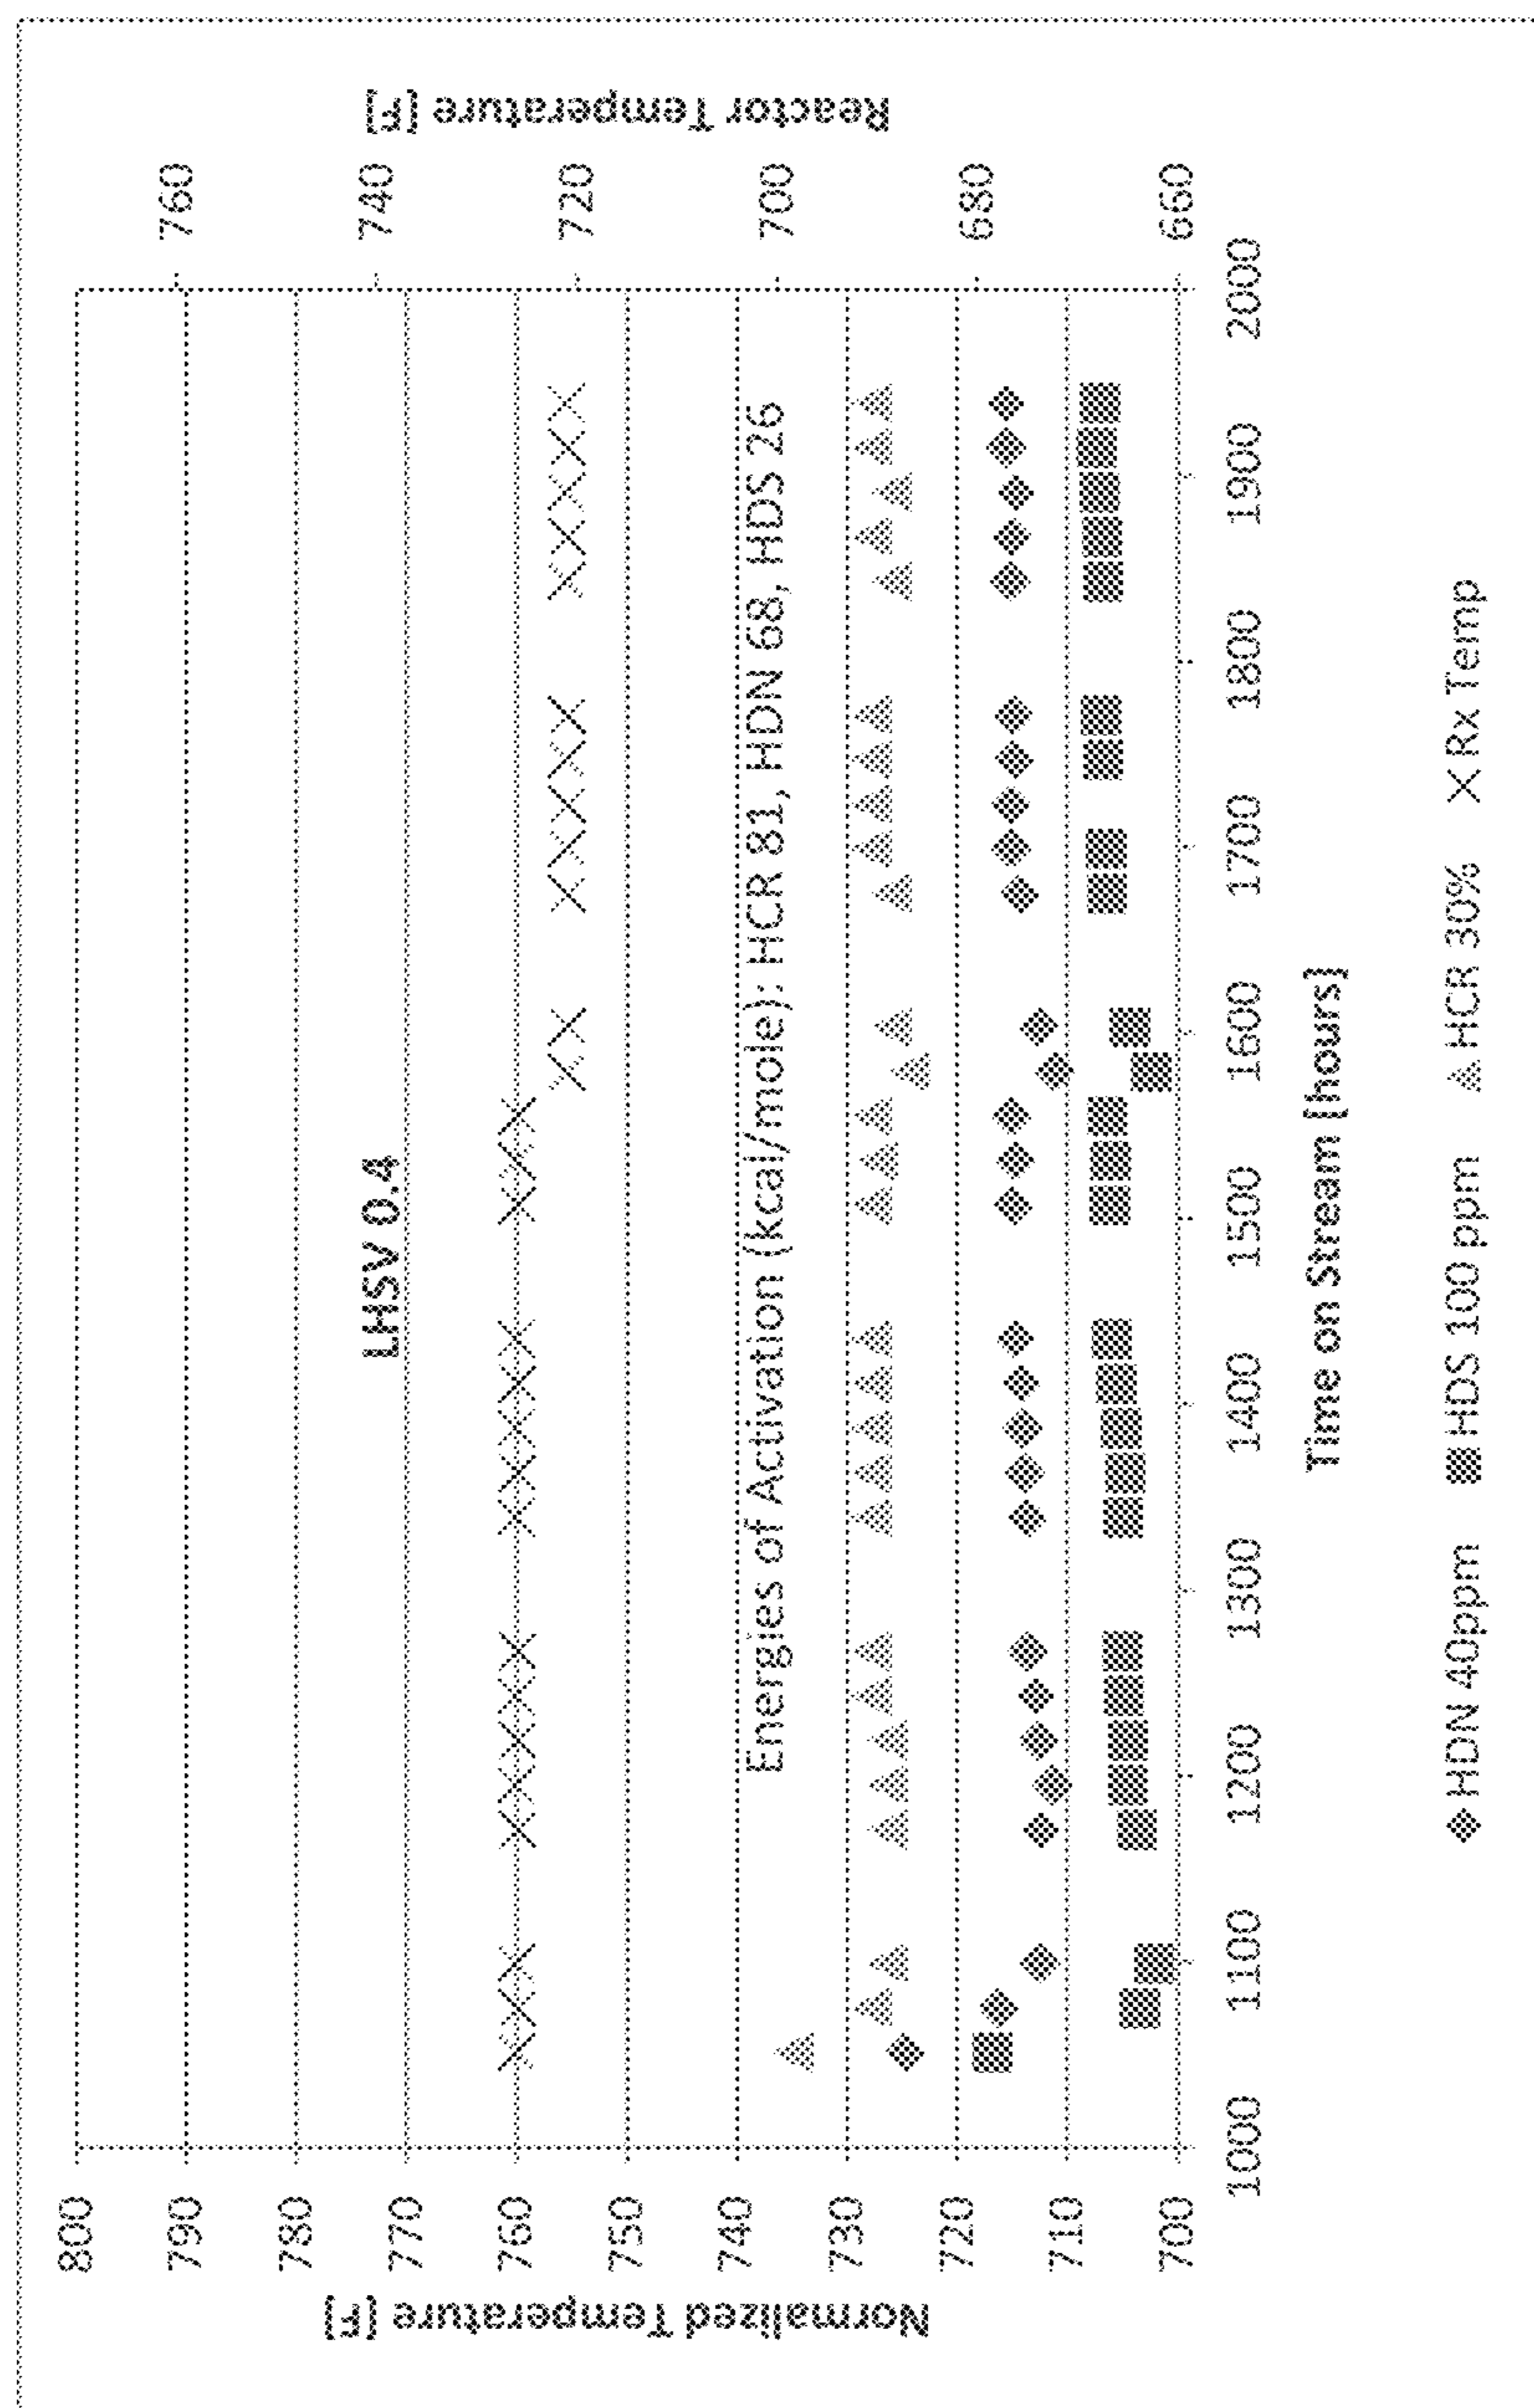 LHSV 0.4
Energies of Activation (kcal/mole): HCR 81, HDN 68, HDS 26
Normalized Temperature [F]
800
790
780
770
760
750
740
730
720
710
700
Reactor Temperature [F]
760
740
720
700
680
660
1000 1100 1200 1300 1400 1500 1600 1700 1800 1900 2000
Time on Stream [hours]
HDN 40ppm HDS 100 ppm HCR 30% Rx Temp